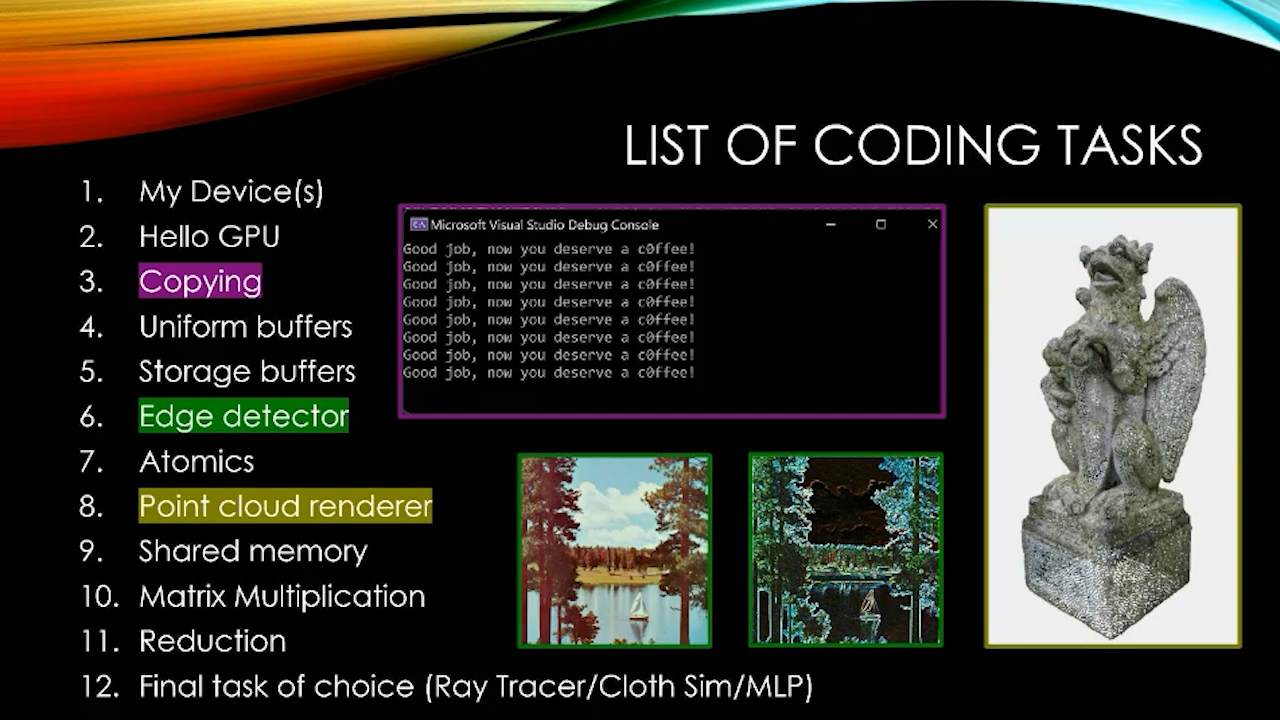 LIST OF CODING TASKS
1. My Device(s)
2. Hello GPU
3. Copying
4. Uniform buffers
5. Storage buffers
6. Edge detector
7. Atomics
8. Point cloud renderer
9. Shared memory
10. Matrix Multiplication
11. Reduction
12. Final task of choice (Ray Tracer/Cloth Sim/MLP)
Microsoft Visual Studio Debug Console
Good job, now you deserve a c0ffee!
Good job, now you deserve a c0ffee!
Good job, now you deserve a c0ffee!
Good job, now you deserve a c0ffee!
Good job, now you deserve a c0ffee!
Good job, now you deserve a c0ffee!
Good job, now you deserve a c0ffee!
Good job, now you deserve a c0ffee!